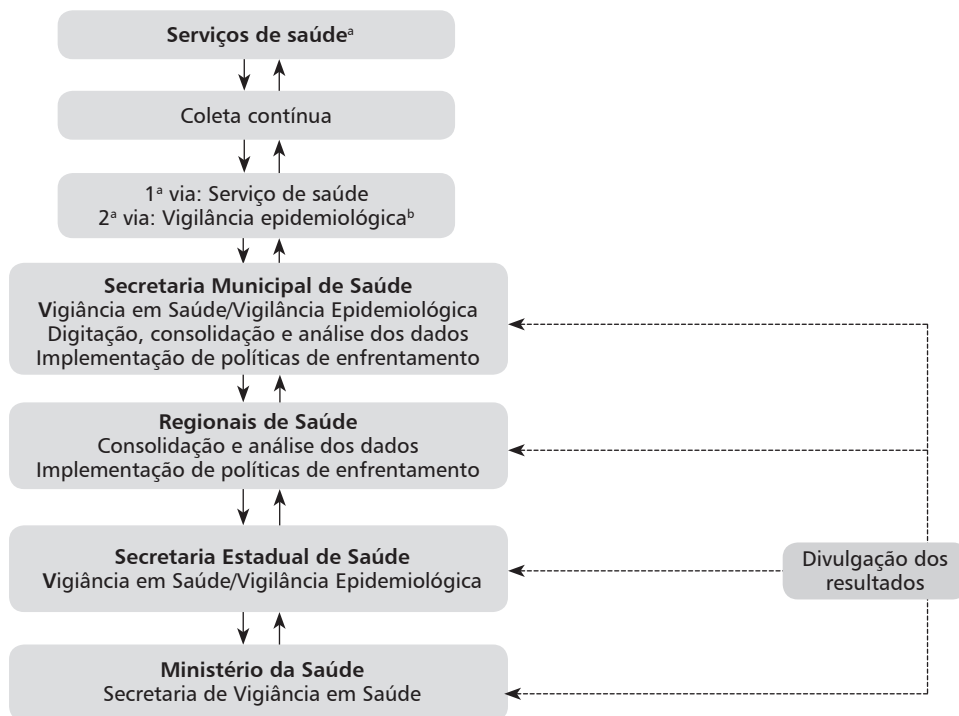 Serviços de saúdeᵃ
Coleta contínua
1ª via: Serviço de saúde
2ª via: Vigilância epidemiológicaᵇ
Secretaria Municipal de Saúde
Vigiância em Saúde/Vigilância Epidemiológica
Digitação, consolidação e análise dos dados
Implementação de políticas de enfrentamento
Regionais de Saúde
Consolidação e análise dos dados
Implementação de políticas de enfrentamento
Secretaria Estadual de Saúde
Vigiância em Saúde/Vigilância Epidemiológica
Divulgação dos
resultados
Ministério da Saúde
Secretaria de Vigiância em Saúde